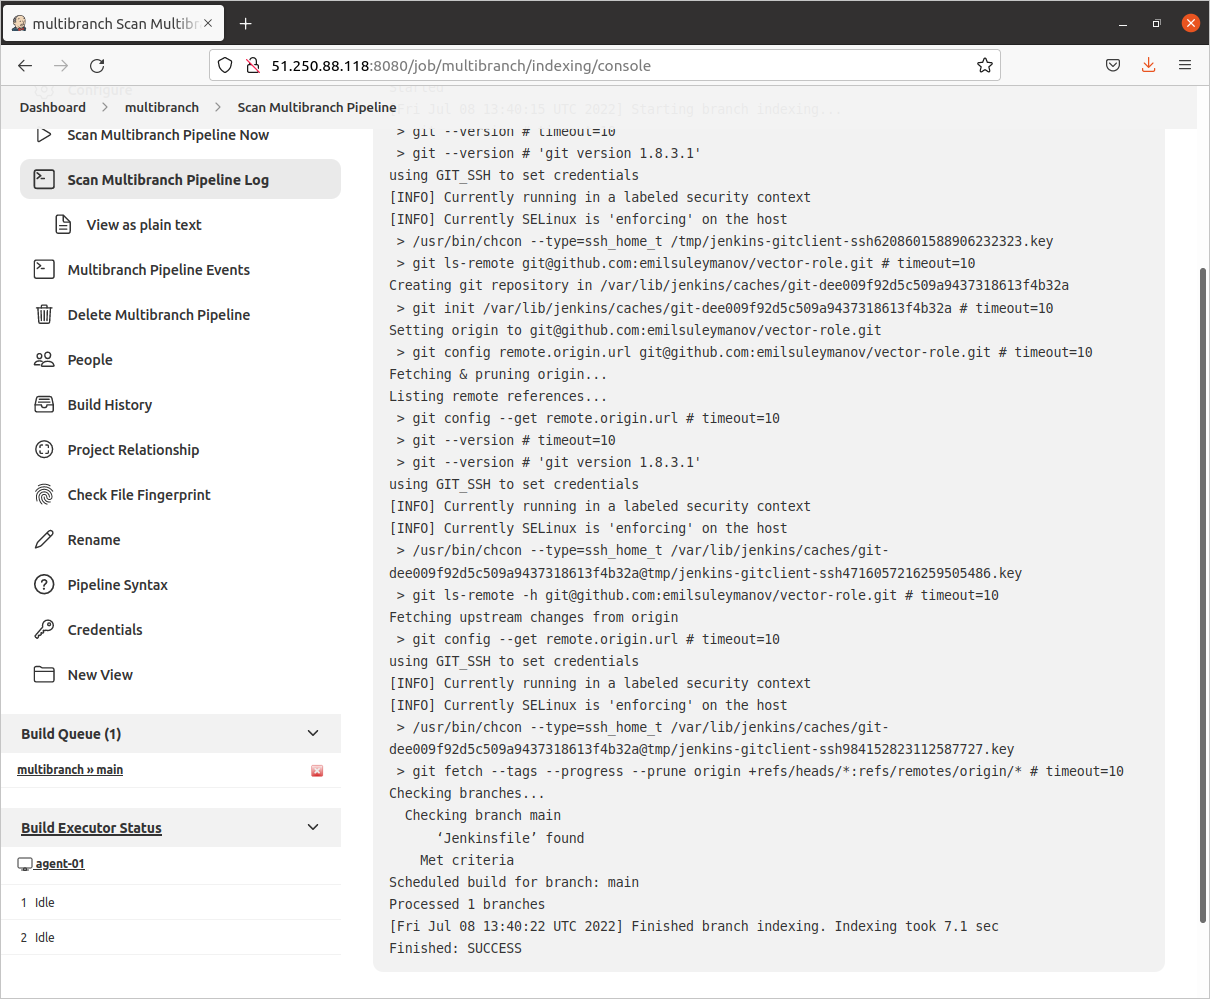 multibranch Scan Multibr
51.250.88.118:8080/job/multibranch/indexing/console
Configure
Dashboard
multibranch
Scan Multibranch Pipeline
Scan Multibranch Pipeline Now
Scan Multibranch Pipeline Log
View as plain text
Multibranch Pipeline Events
Delete Multibranch Pipeline
People
Build History
Project Relationship
Check File Fingerprint
Rename
Pipeline Syntax
Credentials
New View
Build Queue (1)
multibranch » main
Build Executor Status
agent-01
1 Idle
2 Idle
Started
[Fri Jul 08 13:40:15 UTC 2022] Starting branch indexing...
> git --version # timeout=10
> git --version # 'git version 1.8.3.1'
using GIT_SSH to set credentials
[INFO] Currently running in a labeled security context
[INFO] Currently SELinux is 'enforcing' on the host
> /usr/bin/chcon --type=ssh_home_t /tmp/jenkins-gitclient-ssh6208601588906232323.key
> git ls-remote git@github.com:emilsuleymanov/vector-role.git # timeout=10
Creating git repository in /var/lib/jenkins/caches/git-dee009f92d5c509a9437318613f4b32a
> git init /var/lib/jenkins/caches/git-dee009f92d5c509a9437318613f4b32a # timeout=10
Setting origin to git@github.com:emilsuleymanov/vector-role.git
> git config remote.origin.url git@github.com:emilsuleymanov/vector-role.git # timeout=10
Fetching & pruning origin...
Listing remote references...
> git config --get remote.origin.url # timeout=10
> git --version # timeout=10
> git --version # 'git version 1.8.3.1'
using GIT_SSH to set credentials
[INFO] Currently running in a labeled security context
[INFO] Currently SELinux is 'enforcing' on the host
> /usr/bin/chcon --type=ssh_home_t /var/lib/jenkins/caches/git-
dee009f92d5c509a9437318613f4b32a@tmp/jenkins-gitclient-ssh4716057216259505486.key
> git ls-remote -h git@github.com:emilsuleymanov/vector-role.git # timeout=10
Fetching upstream changes from origin
> git config --get remote.origin.url # timeout=10
using GIT_SSH to set credentials
[INFO] Currently running in a labeled security context
[INFO] Currently SELinux is 'enforcing' on the host
> /usr/bin/chcon --type=ssh_home_t /var/lib/jenkins/caches/git-
dee009f92d5c509a9437318613f4b32a@tmp/jenkins-gitclient-ssh984152823112587727.key
> git fetch --tags --progress --prune origin +refs/heads/*:refs/remotes/origin/* # timeout=10
Checking branches...
Checking branch main
‘Jenkinsfile’ found
Met criteria
Scheduled build for branch: main
Processed 1 branches
[Fri Jul 08 13:40:22 UTC 2022] Finished branch indexing. Indexing took 7.1 sec
Finished: SUCCESS